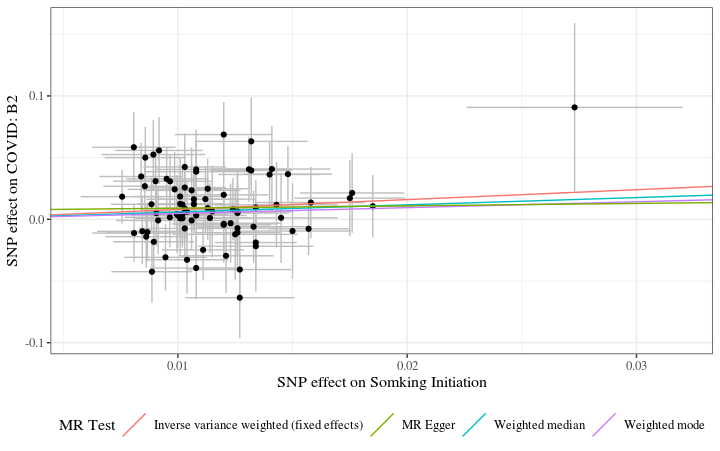 SNP effect on COVID: B2
0.1
0.0
-0.1
0.01 0.02 0.03
SNP effect on Somking Initiation
MR Test Inverse variance weighted (fixed effects) MR Egger Weighted median Weighted mode